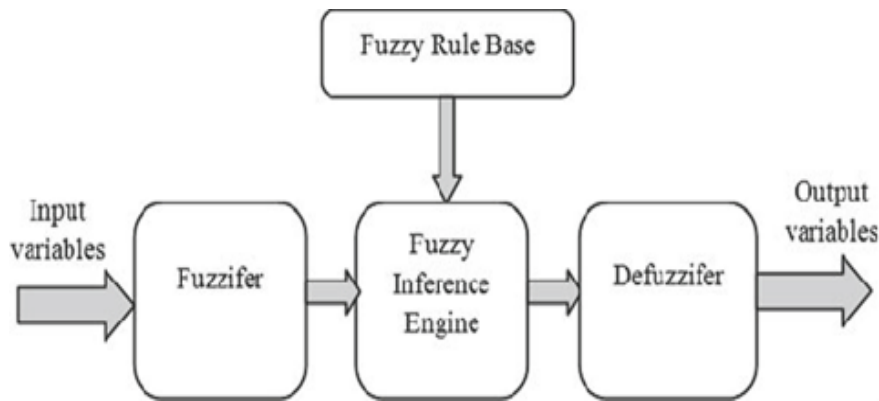 Fuzzy Rule Base
Input
variables
Fuzzifer
Fuzzy
Inference
Engine
Defuzzifer
Output
variables